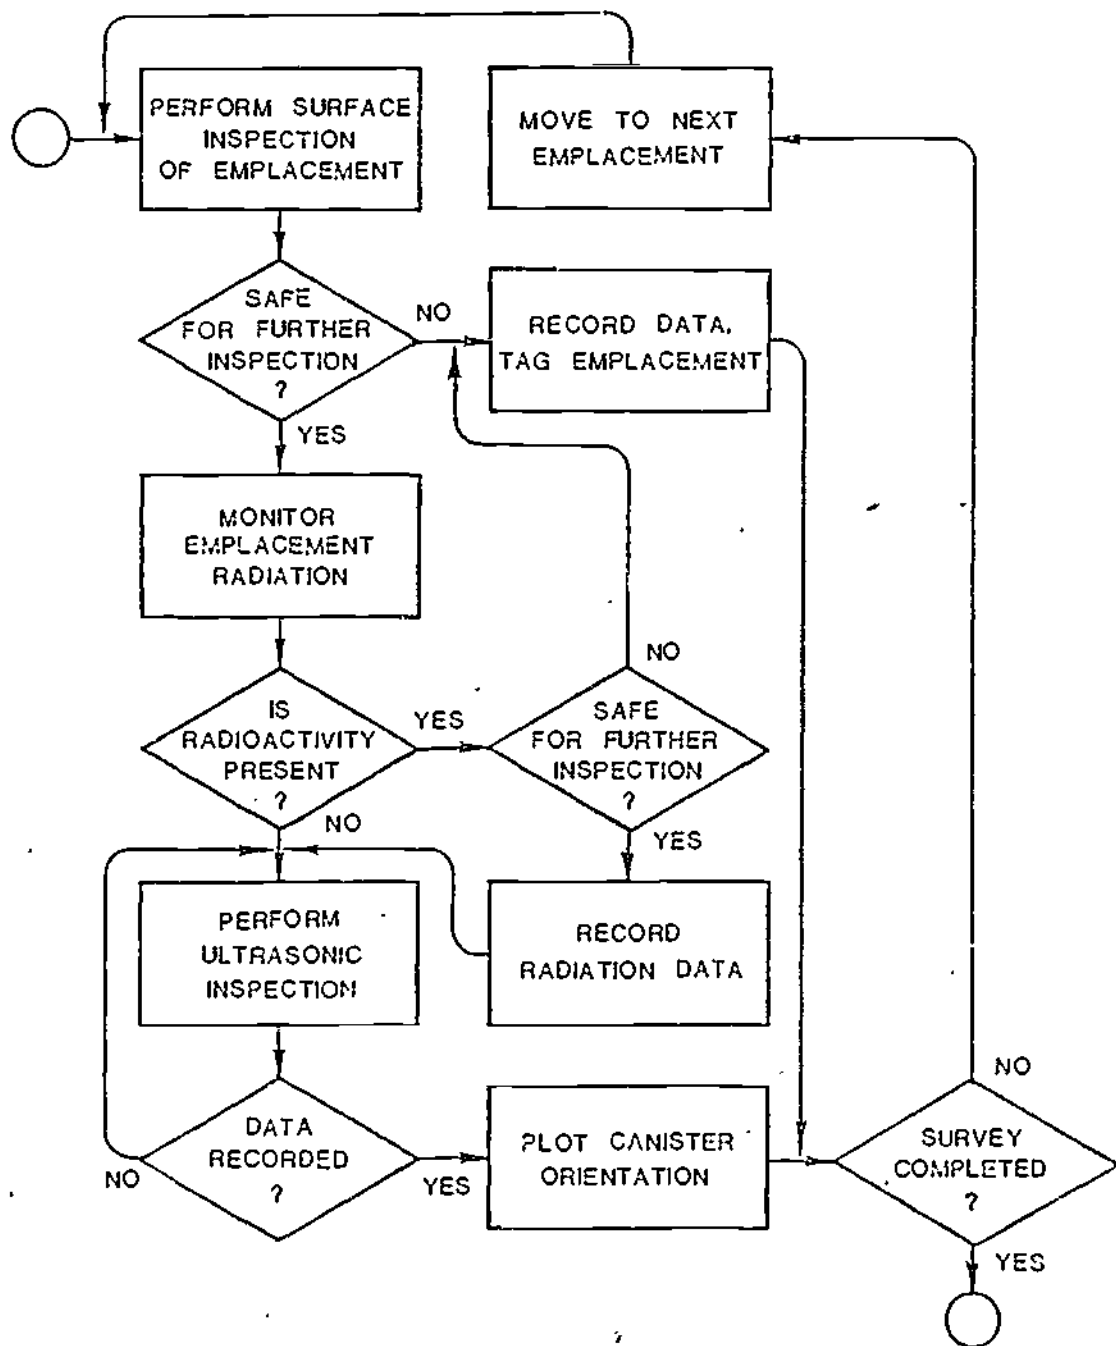 PERFORM SURFACE
INSPECTION
OF EMPLACEMENT
MOVE TO NEXT
EMPLACEMENT
SAFE
FOR FURTHER
INSPECTION
?
NO
YES
RECORD DATA,
TAG EMPLACEMENT
MONITOR
EMPLACEMENT
RADIATION
IS
RADIOACTIVITY
PRESENT
?
YES
NO
SAFE
FOR FURTHER
INSPECTION
?
NO
YES
PERFORM
ULTRASONIC
INSPECTION
RECORD
RADIATION DATA
DATA
RECORDED
?
NO
YES
PLOT CANISTER
ORIENTATION
SURVEY
COMPLETED
?
NO
YES